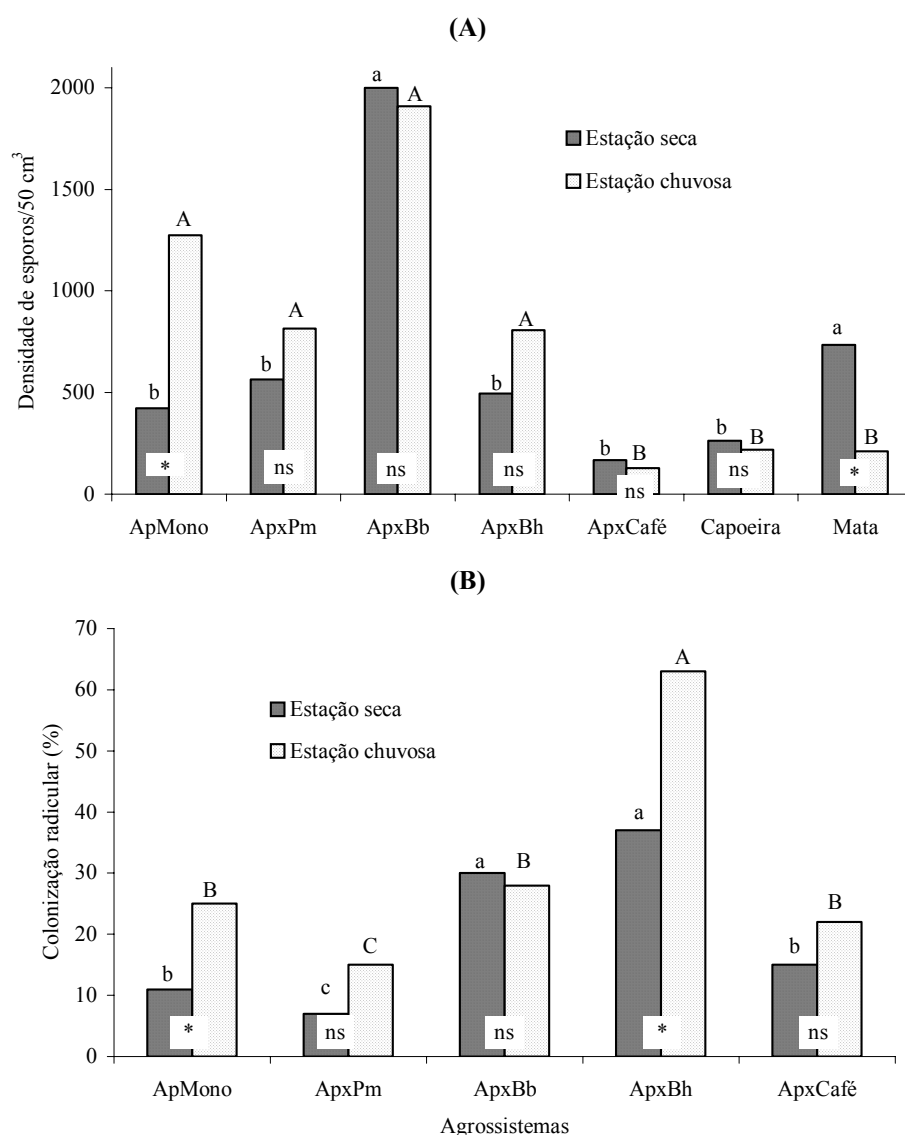 (A)
Densidade de esporos/50 cm³
2000
1500
1000
500
0
Estação seca
Estação chuvosa
b A
b A
a A
b A
b B
b B
a B
* ns ns ns ns ns *
ApMono ApxPm ApxBb ApxBh ApxCafé Capoeira Mata
(B)
Colonização radicular (%)
70
60
50
40
30
20
10
0
Estação seca
Estação chuvosa
b B
c C
a B
a A
b B
* ns ns * ns
ApMono ApxPm ApxBb ApxBh ApxCafé
Agrossistemas